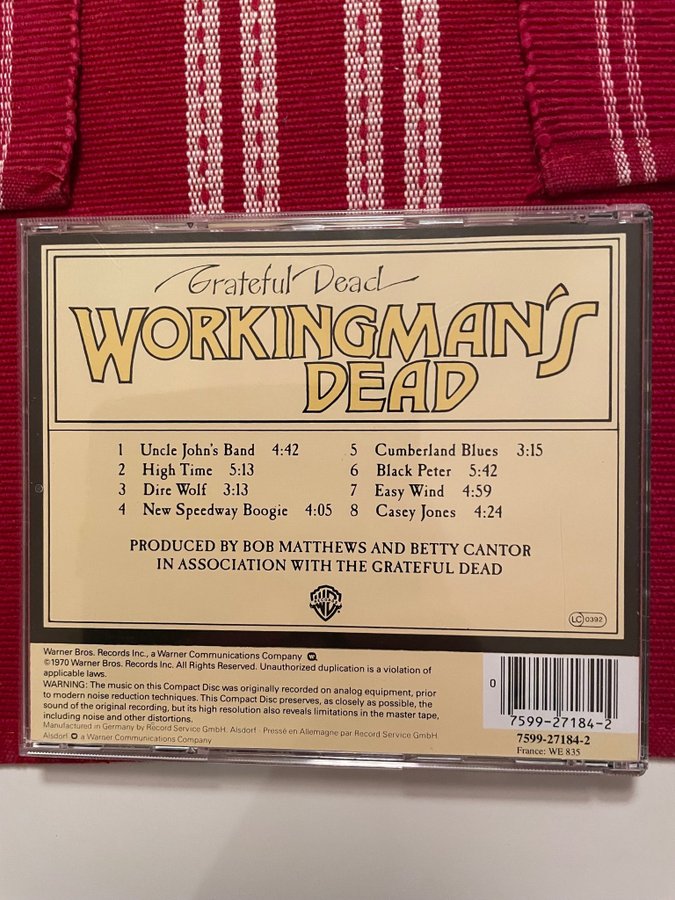 Grateful Dead
WORKINGMAN'S
DEAD
1 Uncle John's Band 4:42
2 High Time 5:13
3 Dire Wolf 3:13
4 New Speedway Boogie 4:05
5 Cumberland Blues 3:15
6 Black Peter 5:42
7 Easy Wind 4:59
8 Casey Jones 4:24
PRODUCED BY BOB MATTHEWS AND BETTY CANTOR
IN ASSOCIATION WITH THE GRATEFUL DEAD
WB
RECORDS
LC 0392
Warner Bros. Records Inc., a Warner Communications Company
©1970 Warner Bros. Records Inc. All Rights Reserved. Unauthorized duplication is a violation of
applicable laws.
WARNING: The music on this Compact Disc was originally recorded on analog equipment, prior
to modern noise reduction techniques. This Compact Disc preserves, as closely as possible, the
sound of the original recording, but its high resolution also reveals limitations in the master tape,
including noise and other distortions.
Manufactured in Germany by Record Service GmbH. Alsdorf · Pressé en Allemagne par Record Service GmbH
Alsdorf a Warner Communications Company
0
7599-27184-2
7599-27184-2
France: WE 835